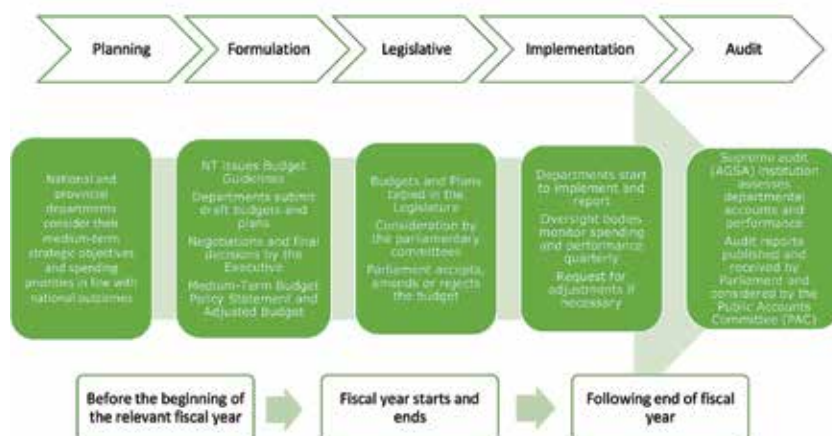 Planning
Formulation
Legislative
Implementation
Audit
National and
provincial
departments
consider their
medium-term
strategic objectives
and spending
priorities in line with
national outcomes
NT issues Budget
Guidelines
Departments submit
draft budgets and
plans
Negotiations and final
decisions by the
Executive
Medium-Term Budget
Policy Statement and
Adjusted Budget
Budgets and Plans
tabled in the
Legislature
Consideration by
the parliamentary
committees
Parliament accepts,
amends or rejects
the budget
Departments start
to implement and
report
Oversight bodies
monitor spending
and performance
quarterly
Request for
adjustments if
necessary
Supreme audit
(AGSA) institution
assesses
departmental
accounts and
performance
Audit reports
published and
received by
Parliament and
considered by the
Public Accounts
Committee (PAC)
Before the beginning of
the relevant fiscal year
Fiscal year starts and
ends
Following end of fiscal
year